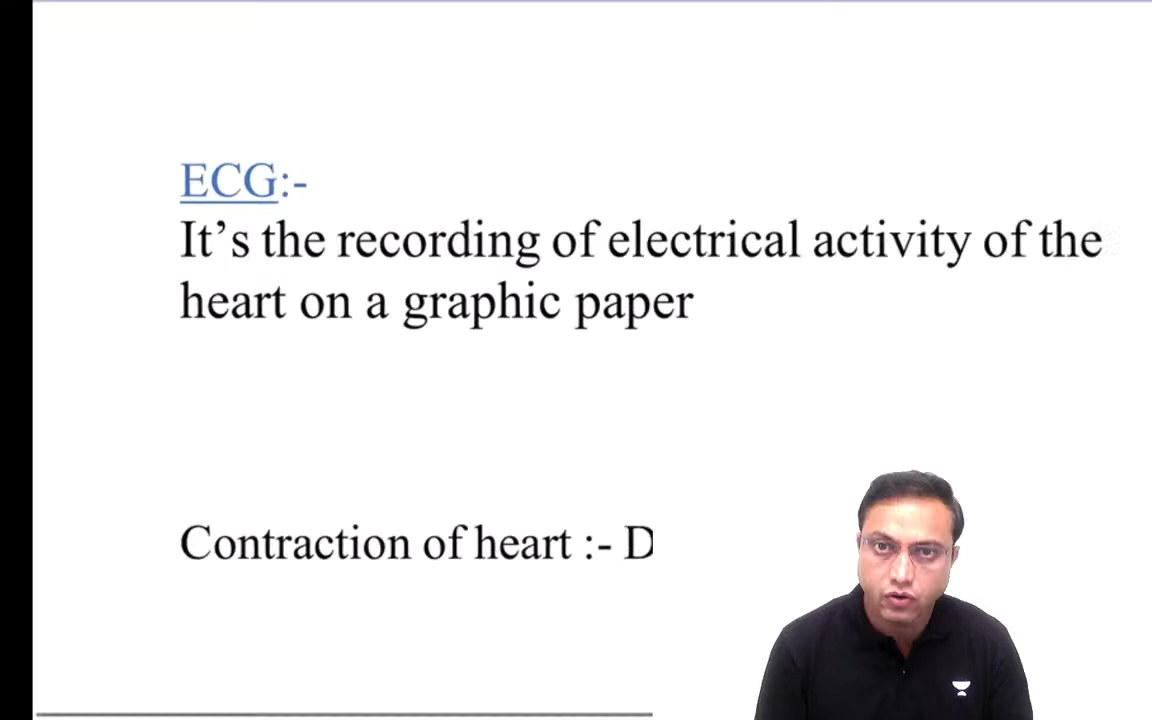 ECG:-
It’s the recording of electrical activity of the
heart on a graphic paper
Contraction of heart :- D